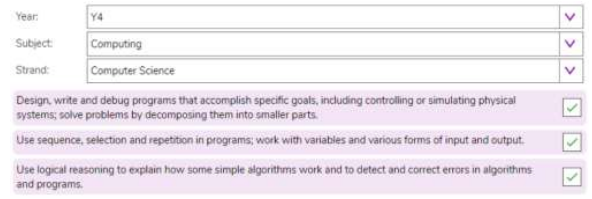 Year: Y4
Subject: Computing
Strand: Computer Science
Design, write and debug programs that accomplish specific goals, including controlling or simulating physical
systems; solve problems by decomposing them into smaller parts.
Use sequence, selection and repetition in programs; work with variables and various forms of input and output.
Use logical reasoning to explain how some simple algorithms work and to detect and correct errors in algorithms
and programs.